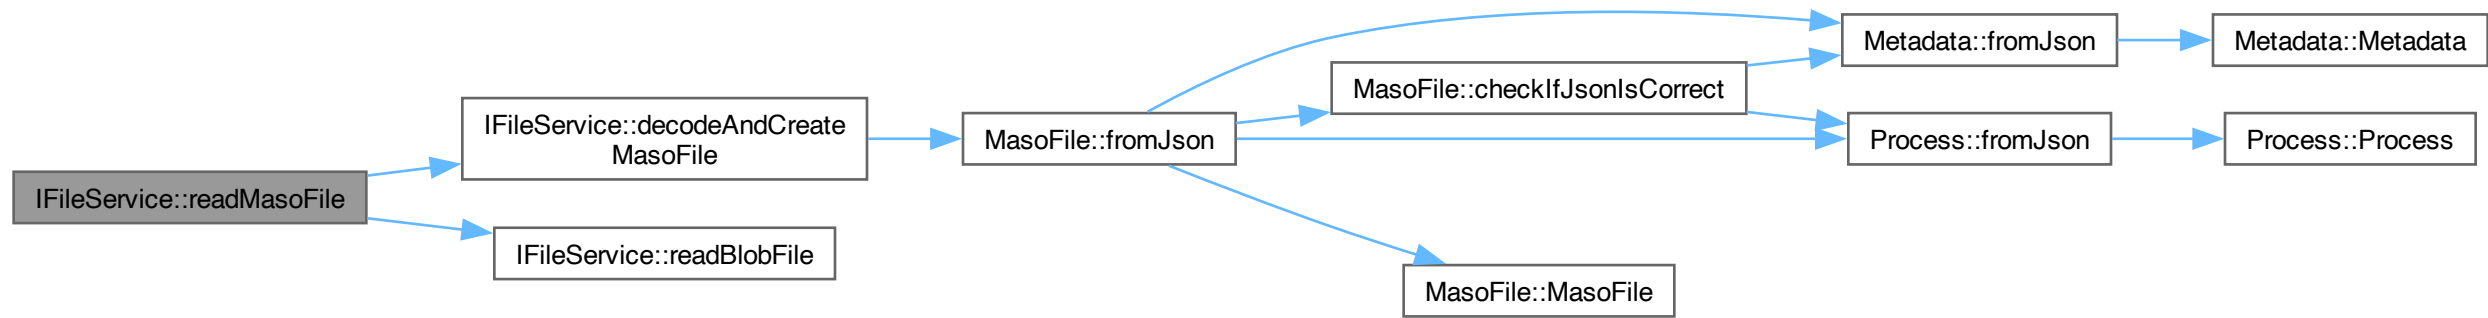 IFileService::readMasoFile
IFileService::decodeAndCreate
MasoFile
IFileService::readBlobFile
MasoFile::fromJson
MasoFile::checkIfJsonIsCorrect
MasoFile::MasoFile
Metadata::fromJson
Process::fromJson
Metadata::Metadata
Process::Process